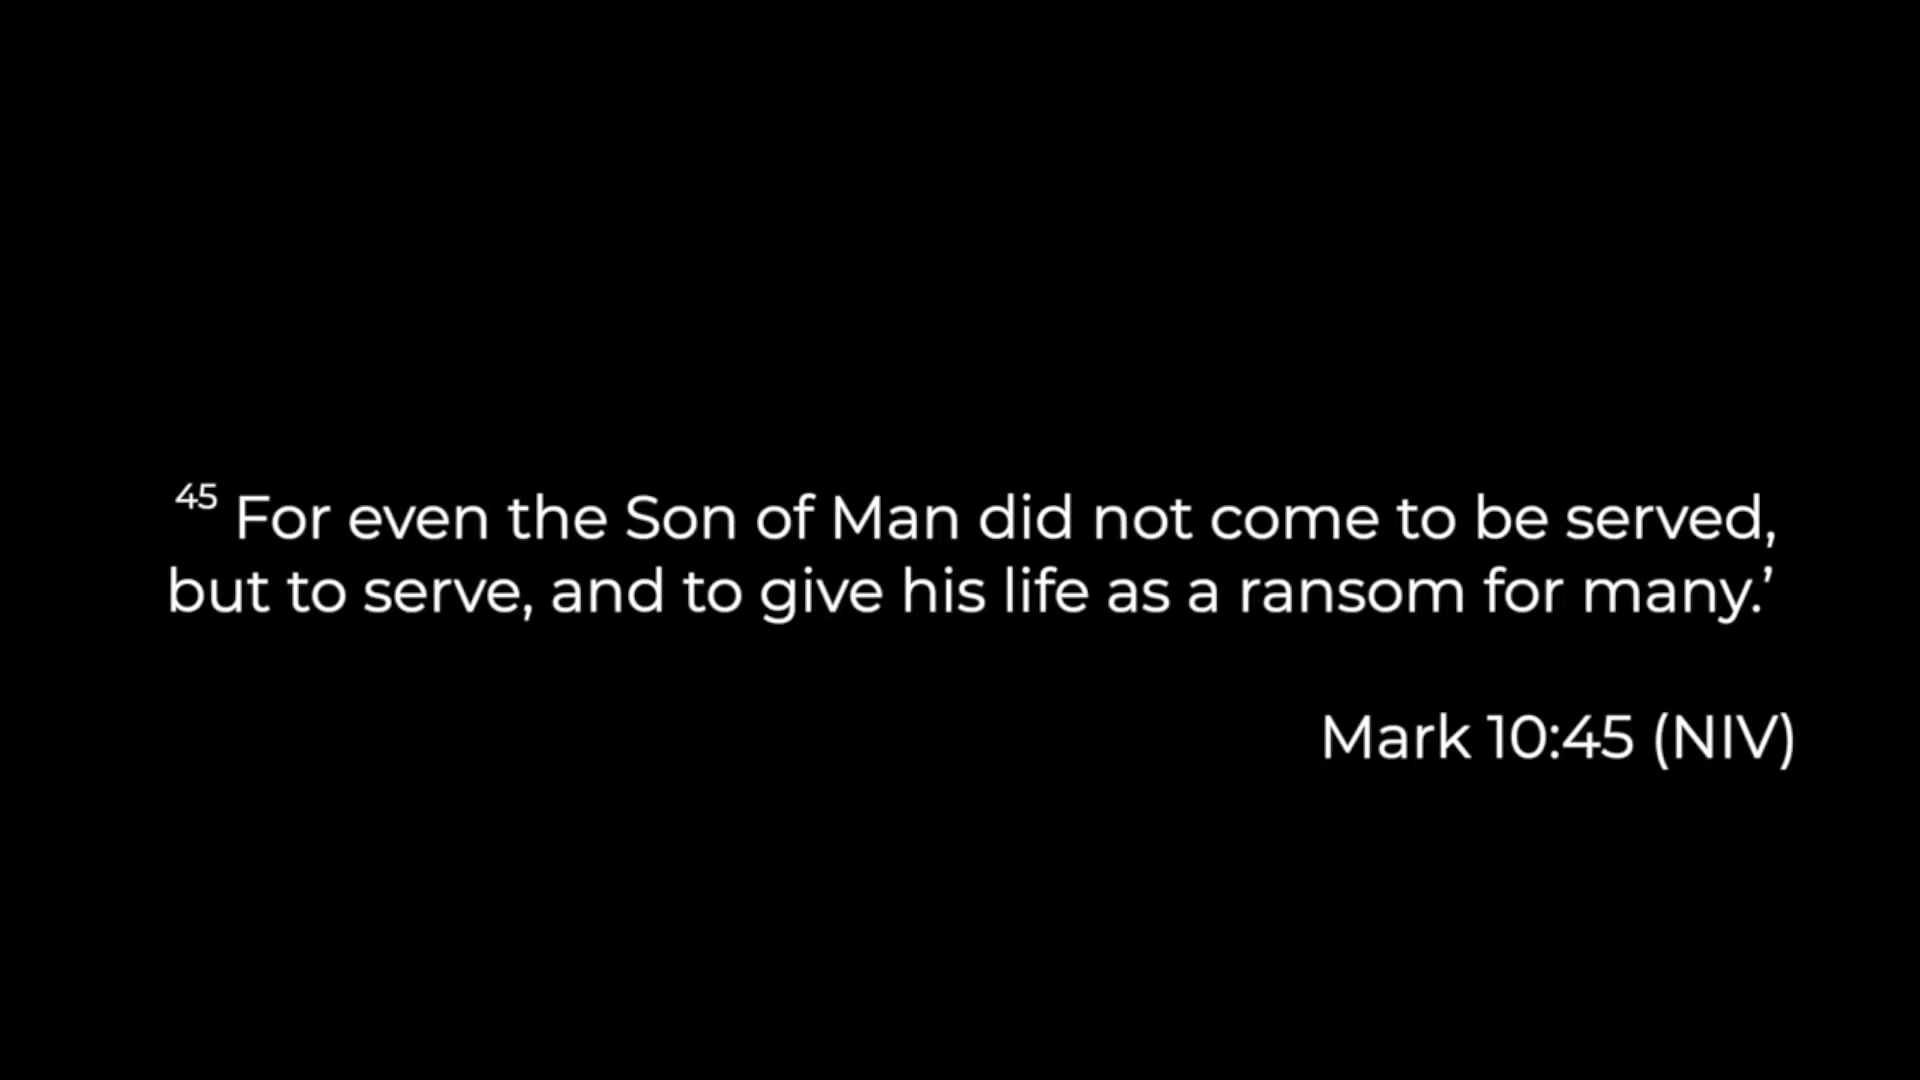 45 For even the Son of Man did not come to be served,
but to serve, and to give his life as a ransom for many.’
Mark 10:45 (NIV)